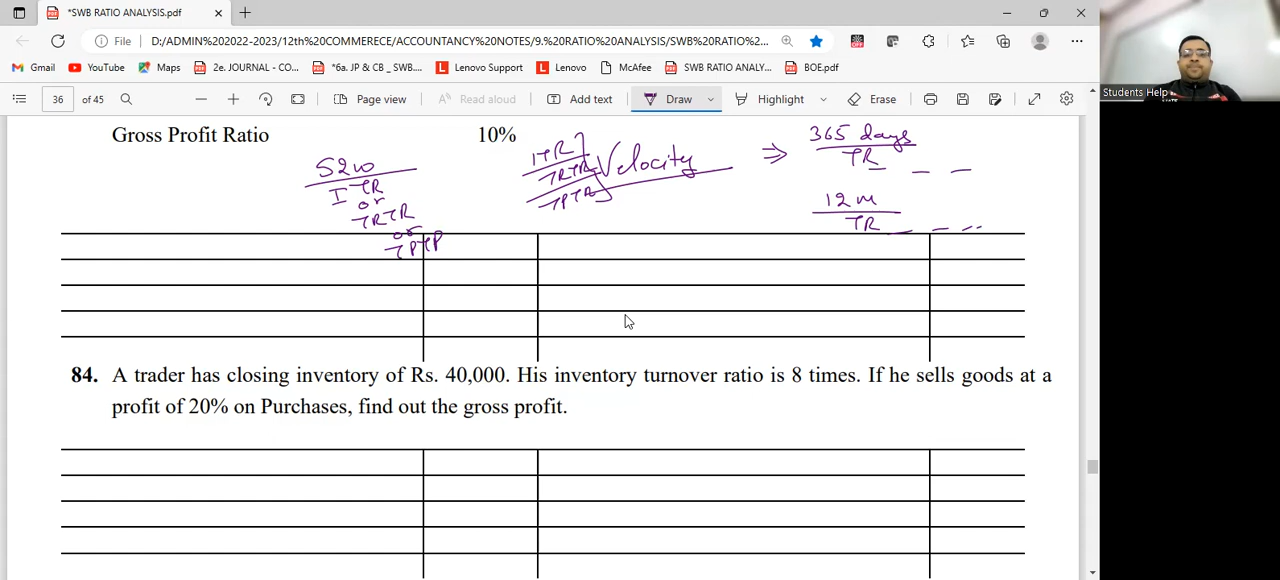 *SWB RATIO ANALYSIS.pdf
File D:/ADMIN%202022-2023/12th%20COMMERECE/ACCOUNTANCY%20NOTES/9.%20RATIO%20ANALYSIS/SWB%20RATIO%2...
Gmail YouTube Maps 2e. JOURNAL - CO... *6a. JP & CB _ SWB.... Lenovo Support Lenovo McAfee SWB RATIO ANALY... BOE.pdf
36 of 45 Page view Read aloud Add text Draw Highlight Erase
Students Help
Gross Profit Ratio 10%
52w
ITR
or
TRTR
or
ITR
TRTR
TPTR
Velocity
⇒ 365 days
TR
12m
TR
84. A trader has closing inventory of Rs. 40,000. His inventory turnover ratio is 8 times. If he sells goods at a
profit of 20% on Purchases, find out the gross profit.